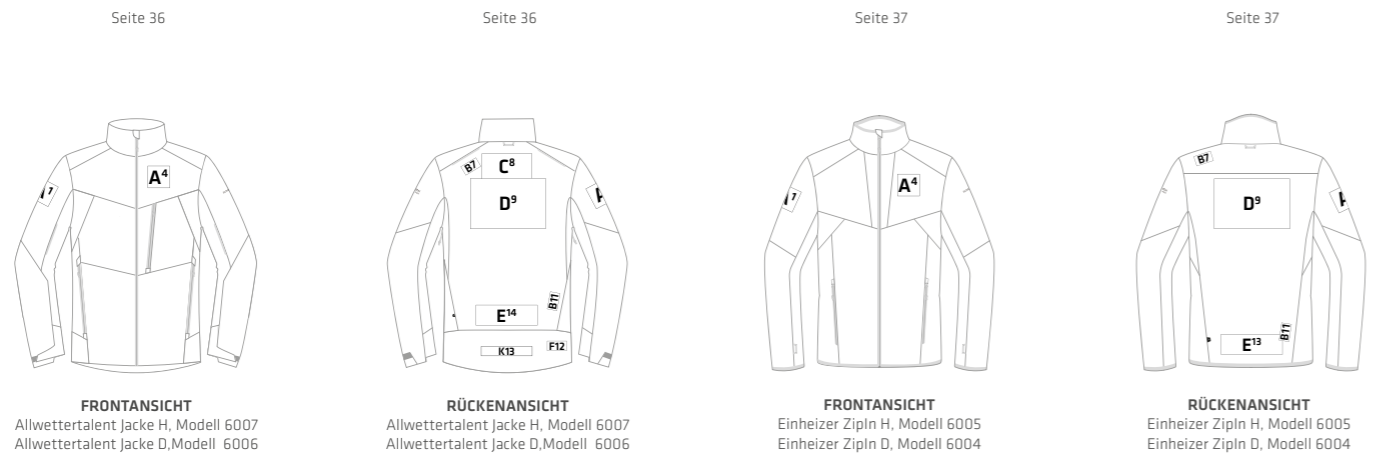 Seite 36
Seite 36
Seite 37
Seite 37
A⁴
1
B7
C⁸
D⁹
B11
E¹⁴
F12
K13
A⁴
1
B7
D⁹
B11
E¹³
FRONTANSICHT
Allwettertalent Jacke H, Modell 6007
Allwettertalent Jacke D,Modell 6006
RÜCKENANSICHT
Allwettertalent Jacke H, Modell 6007
Allwettertalent Jacke D,Modell 6006
FRONTANSICHT
Einheizer ZipIn H, Modell 6005
Einheizer ZipIn D, Modell 6004
RÜCKENANSICHT
Einheizer ZipIn H, Modell 6005
Einheizer ZipIn D, Modell 6004